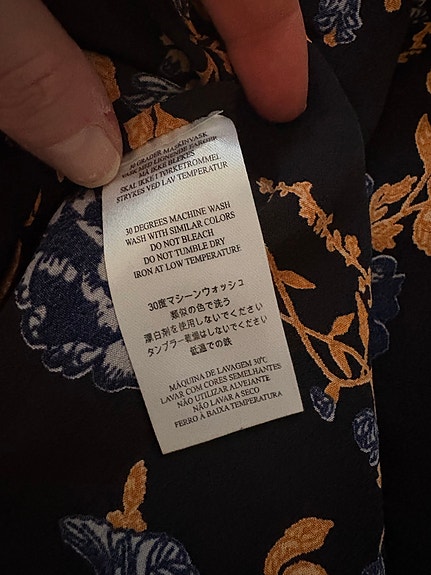 30 GRADER MASKINVASK
VASK MED LIGNENDE FARGER
MÅ IKKE BLEKES
SKAL IKKE I TØRKETROMMEL
STRYKES VED LAV TEMPERATUR
30 DEGREES MACHINE WASH
WASH WITH SIMILAR COLORS
DO NOT BLEACH
DO NOT TUMBLE DRY
IRON AT LOW TEMPERATURE
30度マシーンウォッシュ
類似の色で洗う
漂白剤を使用しないでください
タンブラー乾燥はしないでください
低温での鉄
MÁQUINA DE LAVAGEM 30ºC
LAVAR COM CORES SEMELHANTES
NÃO UTILIZAR ALVEJANTE
NÃO LAVAR À SECO
FERRO À BAIXA TEMPERATURA